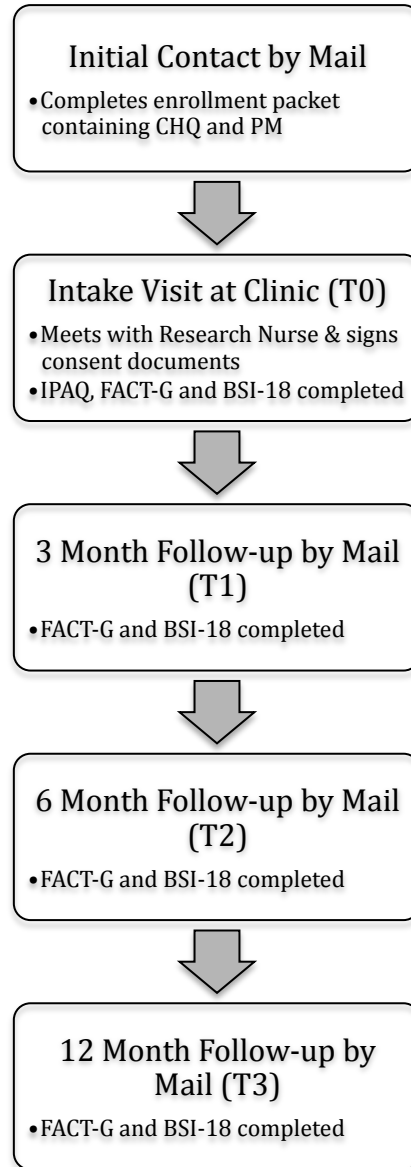 Initial Contact by Mail
•Completes enrollment packet
containing CHQ and PM
Intake Visit at Clinic (T0)
•Meets with Research Nurse & signs
consent documents
•IPAQ, FACT-G and BSI-18 completed
3 Month Follow-up by Mail
(T1)
•FACT-G and BSI-18 completed
6 Month Follow-up by Mail
(T2)
•FACT-G and BSI-18 completed
12 Month Follow-up by
Mail (T3)
•FACT-G and BSI-18 completed